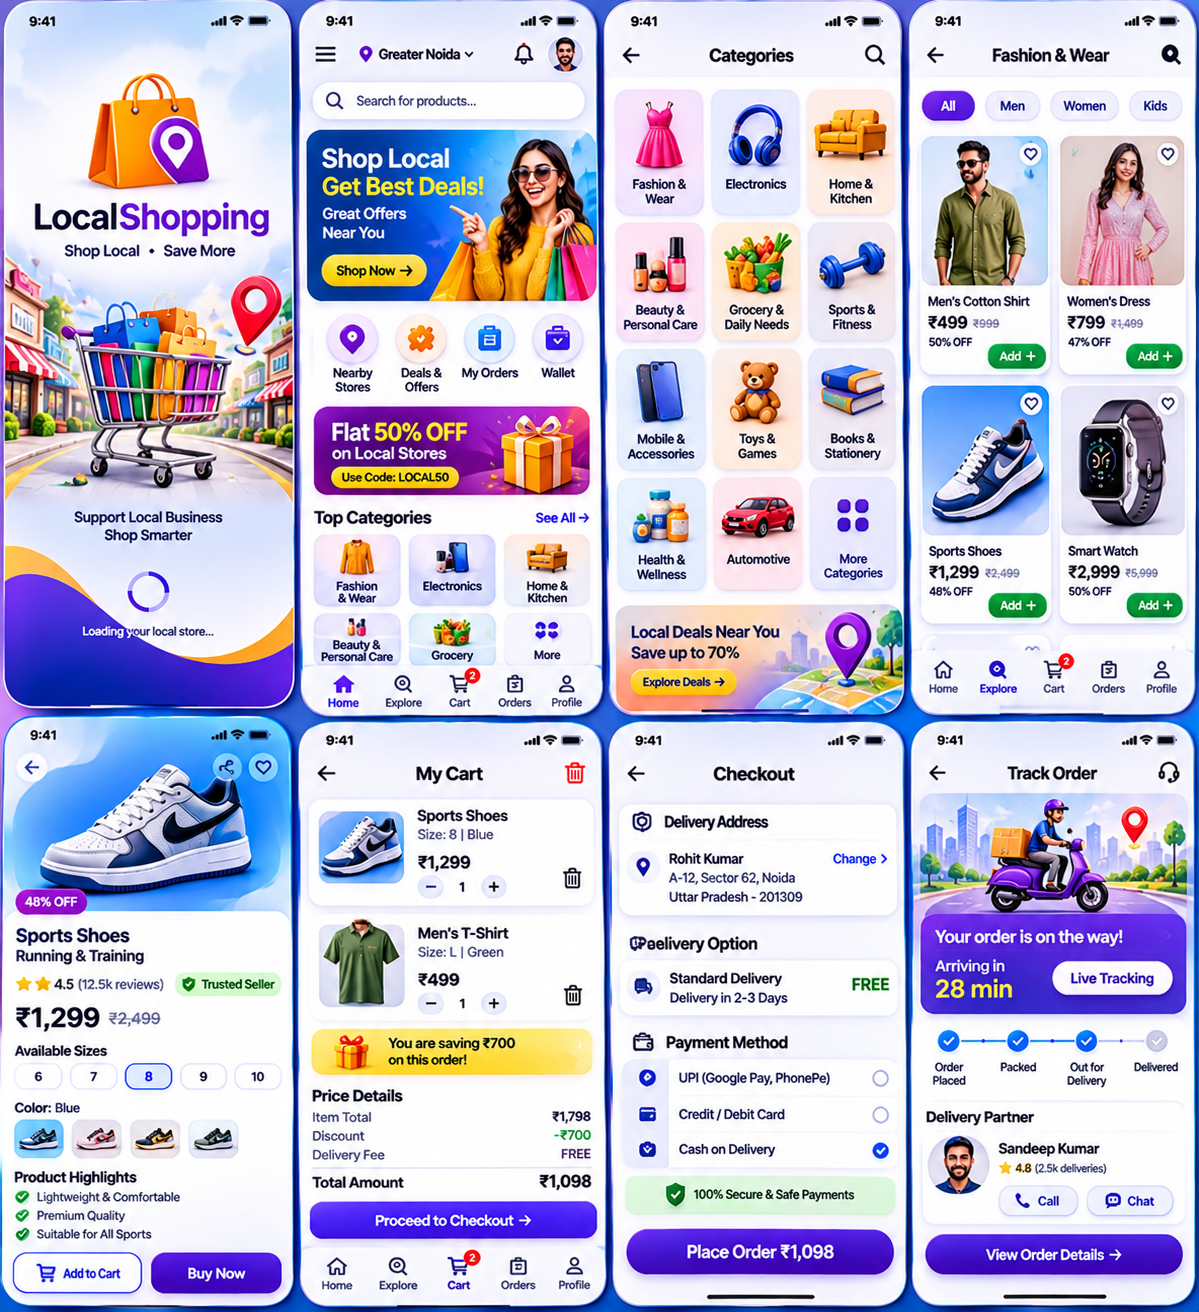 9:41
LocalShopping
Shop Local • Save More
Support Local Business
Shop Smarter
Loading your local store...
9:41
Greater Noida
Search for products...
Shop Local
Get Best Deals!
Great Offers
Near You
Shop Now →
Nearby
Stores
Deals &
Offers
My Orders
Wallet
Flat 50% OFF
on Local Stores
Use Code: LOCAL50
Top Categories
See All →
Fashion
& Wear
Electronics
Home &
Kitchen
Beauty &
Personal Care
Grocery
More
Home
Explore
2
Cart
Orders
Profile
9:41
Categories
Fashion &
Wear
Electronics
Home &
Kitchen
Beauty &
Personal Care
Grocery &
Daily Needs
Sports &
Fitness
Mobile &
Accessories
Toys &
Games
Books &
Stationery
Health &
Wellness
Automotive
More
Categories
Local Deals Near You
Save up to 70%
Explore Deals →
9:41
Fashion & Wear
All
Men
Women
Kids
Men's Cotton Shirt
₹499 ₹999
50% OFF
Add +
Women's Dress
₹799 ₹1,499
47% OFF
Add +
Sports Shoes
₹1,299 ₹2,499
48% OFF
Add +
Smart Watch
₹2,999 ₹5,999
50% OFF
Add +
Home
Explore
2
Cart
Orders
Profile
9:41
48% OFF
Sports Shoes
Running & Training
4.5 (12.5k reviews)
Trusted Seller
₹1,299 ₹2,499
Available Sizes
6 7 8 9 10
Color: Blue
Product Highlights
Lightweight & Comfortable
Premium Quality
Suitable for All Sports
Add to Cart
Buy Now
9:41
My Cart
Sports Shoes
Size: 8 | Blue
₹1,299
− 1 +
Men's T-Shirt
Size: L | Green
₹499
− 1 +
You are saving ₹700
on this order!
Price Details
Item Total ₹1,798
Discount -₹700
Delivery Fee FREE
Total Amount ₹1,098
Proceed to Checkout →
Home
Explore
2
Cart
Orders
Profile
9:41
Checkout
Delivery Address
Rohit Kumar
Change >
A-12, Sector 62, Noida
Uttar Pradesh - 201309
Option
Standard Delivery
Delivery in 2-3 Days
FREE
Payment Method
UPI (Google Pay, PhonePe)
Credit / Debit Card
Cash on Delivery
100% Secure & Safe Payments
Place Order ₹1,098
9:41
Track Order
Your order is on the way!
Arriving in
28 min
Live Tracking
Order
Placed
Packed
Out for
Delivery
Delivered
Delivery Partner
Sandeep Kumar
4.8 (2.5k deliveries)
Call
Chat
View Order Details →